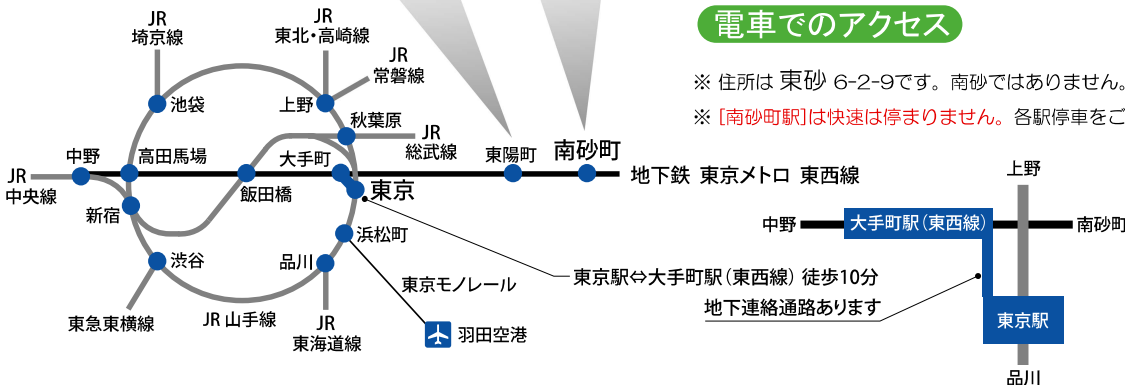 電車でのアクセス
※ 住所は 東砂 6-2-9です。南砂ではありません。
※ [南砂町駅]は快速は停まりません。各駅停車をご
JR
埼京線
JR
東北・高崎線
JR
常磐線
池袋
上野
秋葉原
JR
総武線
中野
高田馬場
大手町
東陽町
南砂町
JR
中央線
飯田橋
東京
地下鉄 東京メトロ 東西線
新宿
浜松町
渋谷
品川
東京モノレール
東京駅⇔大手町駅(東西線) 徒歩10分
東急東横線
JR 山手線
JR
東海道線
羽田空港
上野
中野
大手町駅(東西線)
南砂町
地下連絡通路あります
東京駅
品川